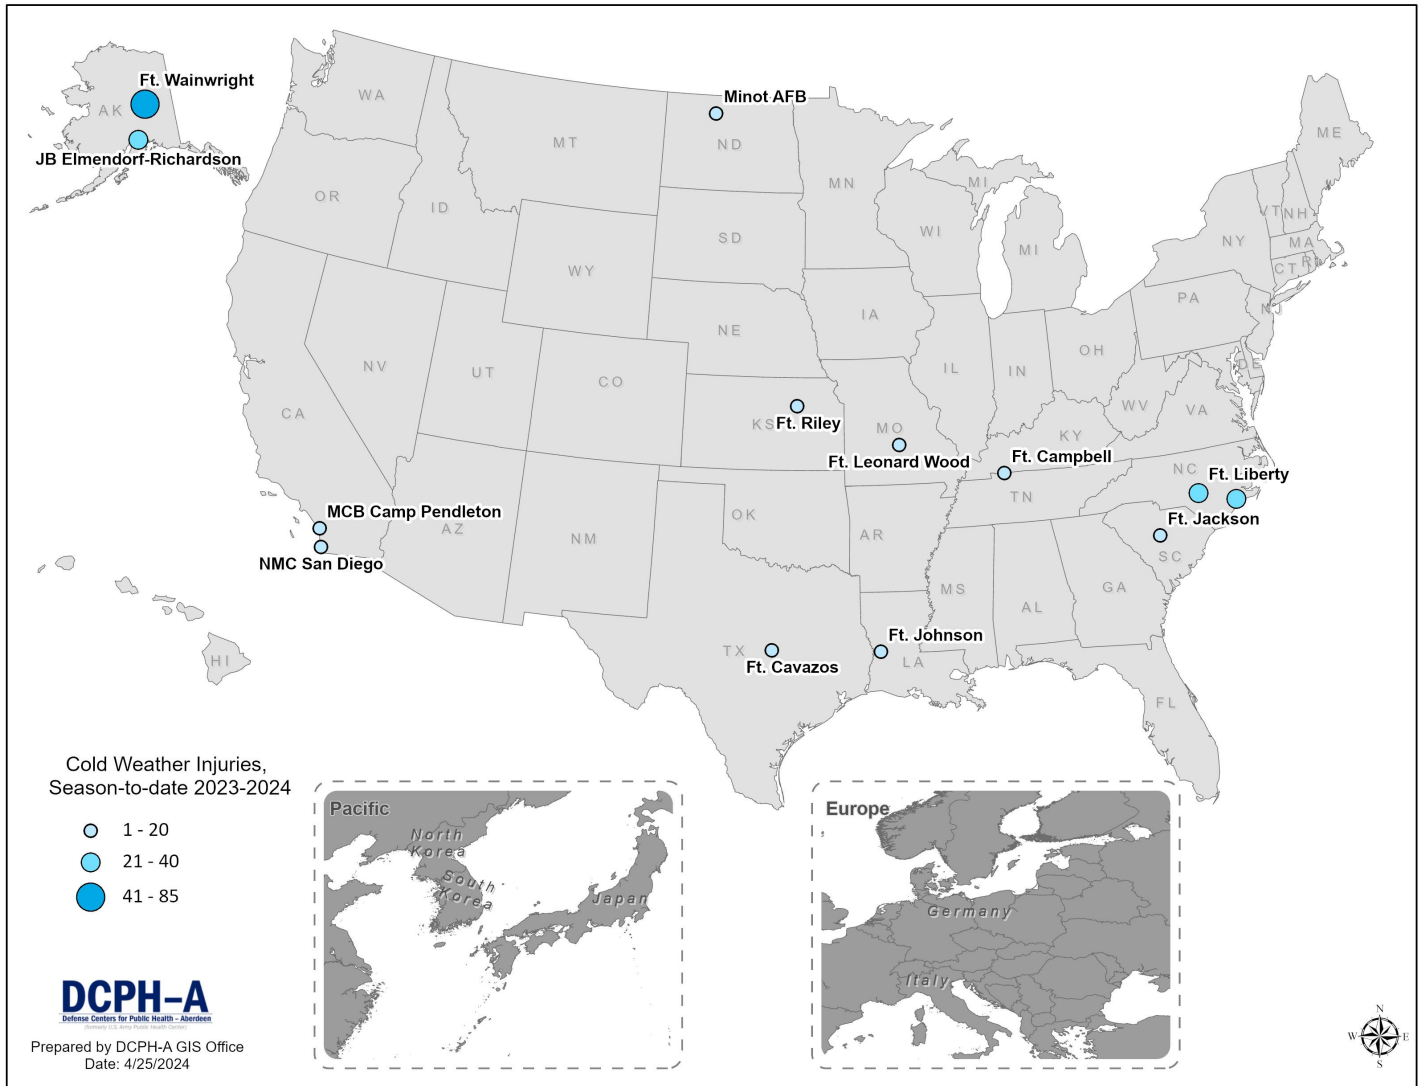 Ft. Wainwright
AK
JB Elmendorf-Richardson
WA
MT
Minot AFB
ND
MN
ME
OR
ID
SD
WI
MI
MI
VT
NH
NY
MA
CT
RI
WY
IA
PA
NJ
NE
NV
UT
CO
IL
IN
OH
DE
WV
VA
CA
KS
Ft. Riley
MO
Ft. Leonard Wood
KY
Ft. Campbell
TN
NC
Ft. Liberty
Ft. Jackson
SC
MCB Camp Pendleton
AZ
NM
OK
AR
NMC San Diego
MS
AL
GA
HI
TX
Ft. Cavazos
Ft. Johnson
LA
FL
Cold Weather Injuries,
Season-to-date 2023-2024
1 - 20
21 - 40
41 - 85
Pacific
North
Korea
South
Korea
Japan
Europe
Germany
Italy
DCPH–A
Defense Centers for Public Health – Aberdeen
(formerly U.S. Army Public Health Center)
Prepared by DCPH-A GIS Office
Date: 4/25/2024
N
W
E
S